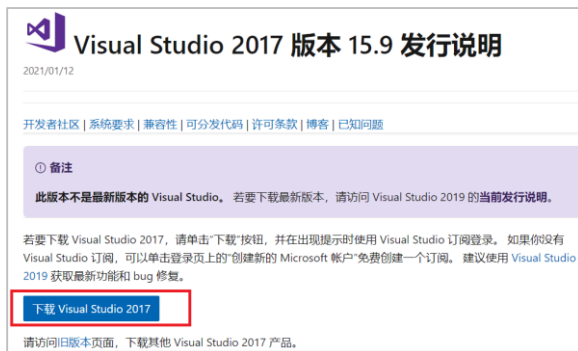 Visual Studio 2017 版本 15.9 发行说明
2021/01/12
开发者社区 | 系统要求 | 兼容性 | 可分发代码 | 许可条款 | 博客 | 已知问题
备注
此版本不是最新版本的 Visual Studio。 若要下载最新版本，请访问 Visual Studio 2019 的当前发行说明。
若要下载 Visual Studio 2017，请单击“下载”按钮，并在出现提示时使用 Visual Studio 订阅登录。 如果你没有
Visual Studio 订阅，可以单击登录页上的“创建新的 Microsoft 帐户”免费创建一个订阅。 建议使用 Visual Studio
2019 获取最新功能和 bug 修复。
下载 Visual Studio 2017
请访问旧版本页面，下载其他 Visual Studio 2017 产品。